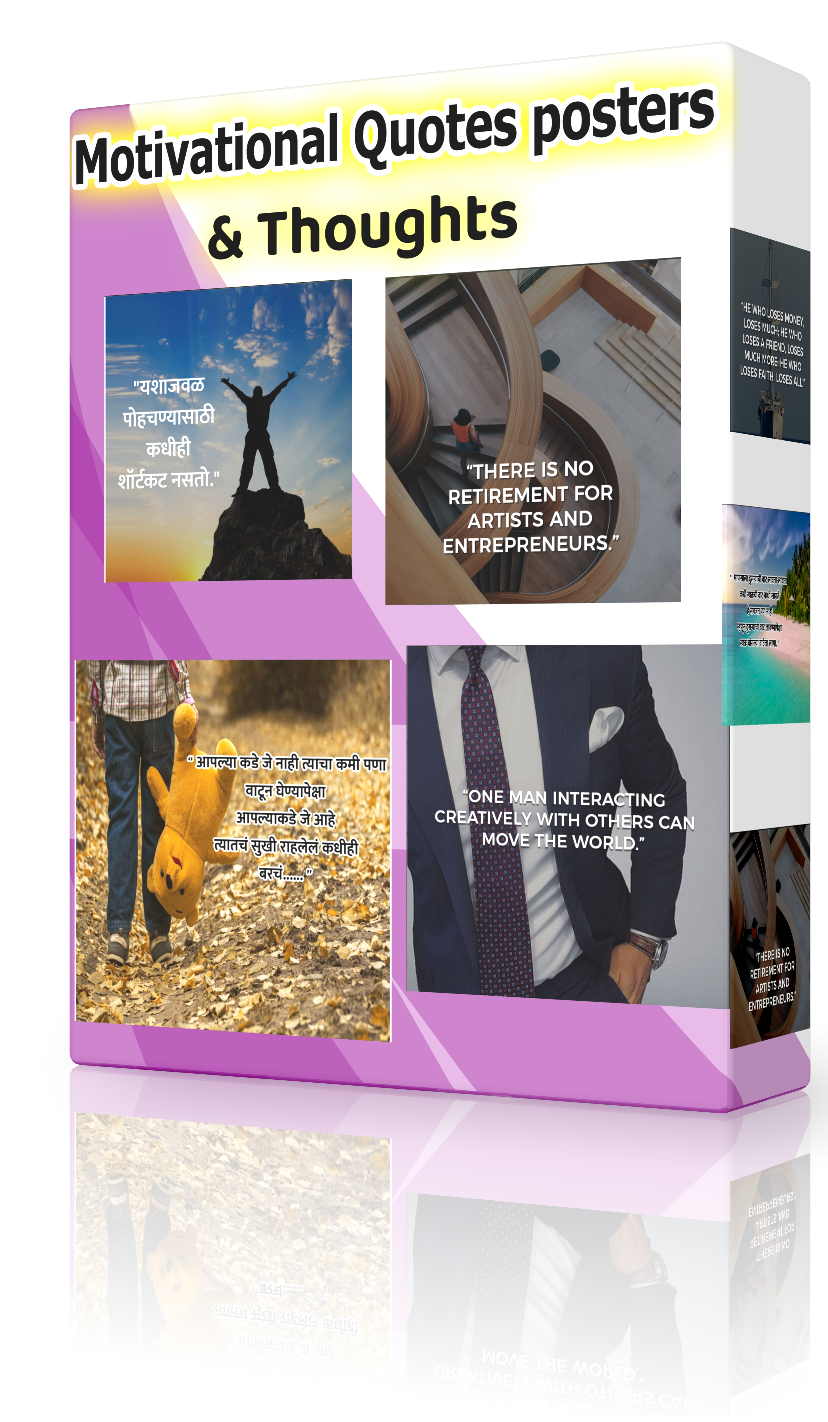 Motivational Quotes posters
& Thoughts
"यशाजवळ
पोहचण्यासाठी
कधीही
शॉर्टकट नसतो."
“THERE IS NO
RETIREMENT FOR
ARTISTS AND
ENTREPRENEURS.”
“ आपल्या कडे जे नाही त्याचा कमी पणा
वाटून घेण्यापेक्षा
आपल्याकडे जे आहे
त्यातचं सुखी राहलेलं कधीही
बरचं...... ”
“ONE MAN INTERACTING
CREATIVELY WITH OTHERS CAN
MOVE THE WORLD.”
"HE WHO LOSES MONEY,
LOSES MUCH; HE WHO
LOSES A FRIEND, LOSES
MUCH MORE; HE WHO
LOSES FAITH, LOSES ALL"
"THERE IS NO
RETIREMENT FOR
ARTISTS AND
ENTREPRENEURS."